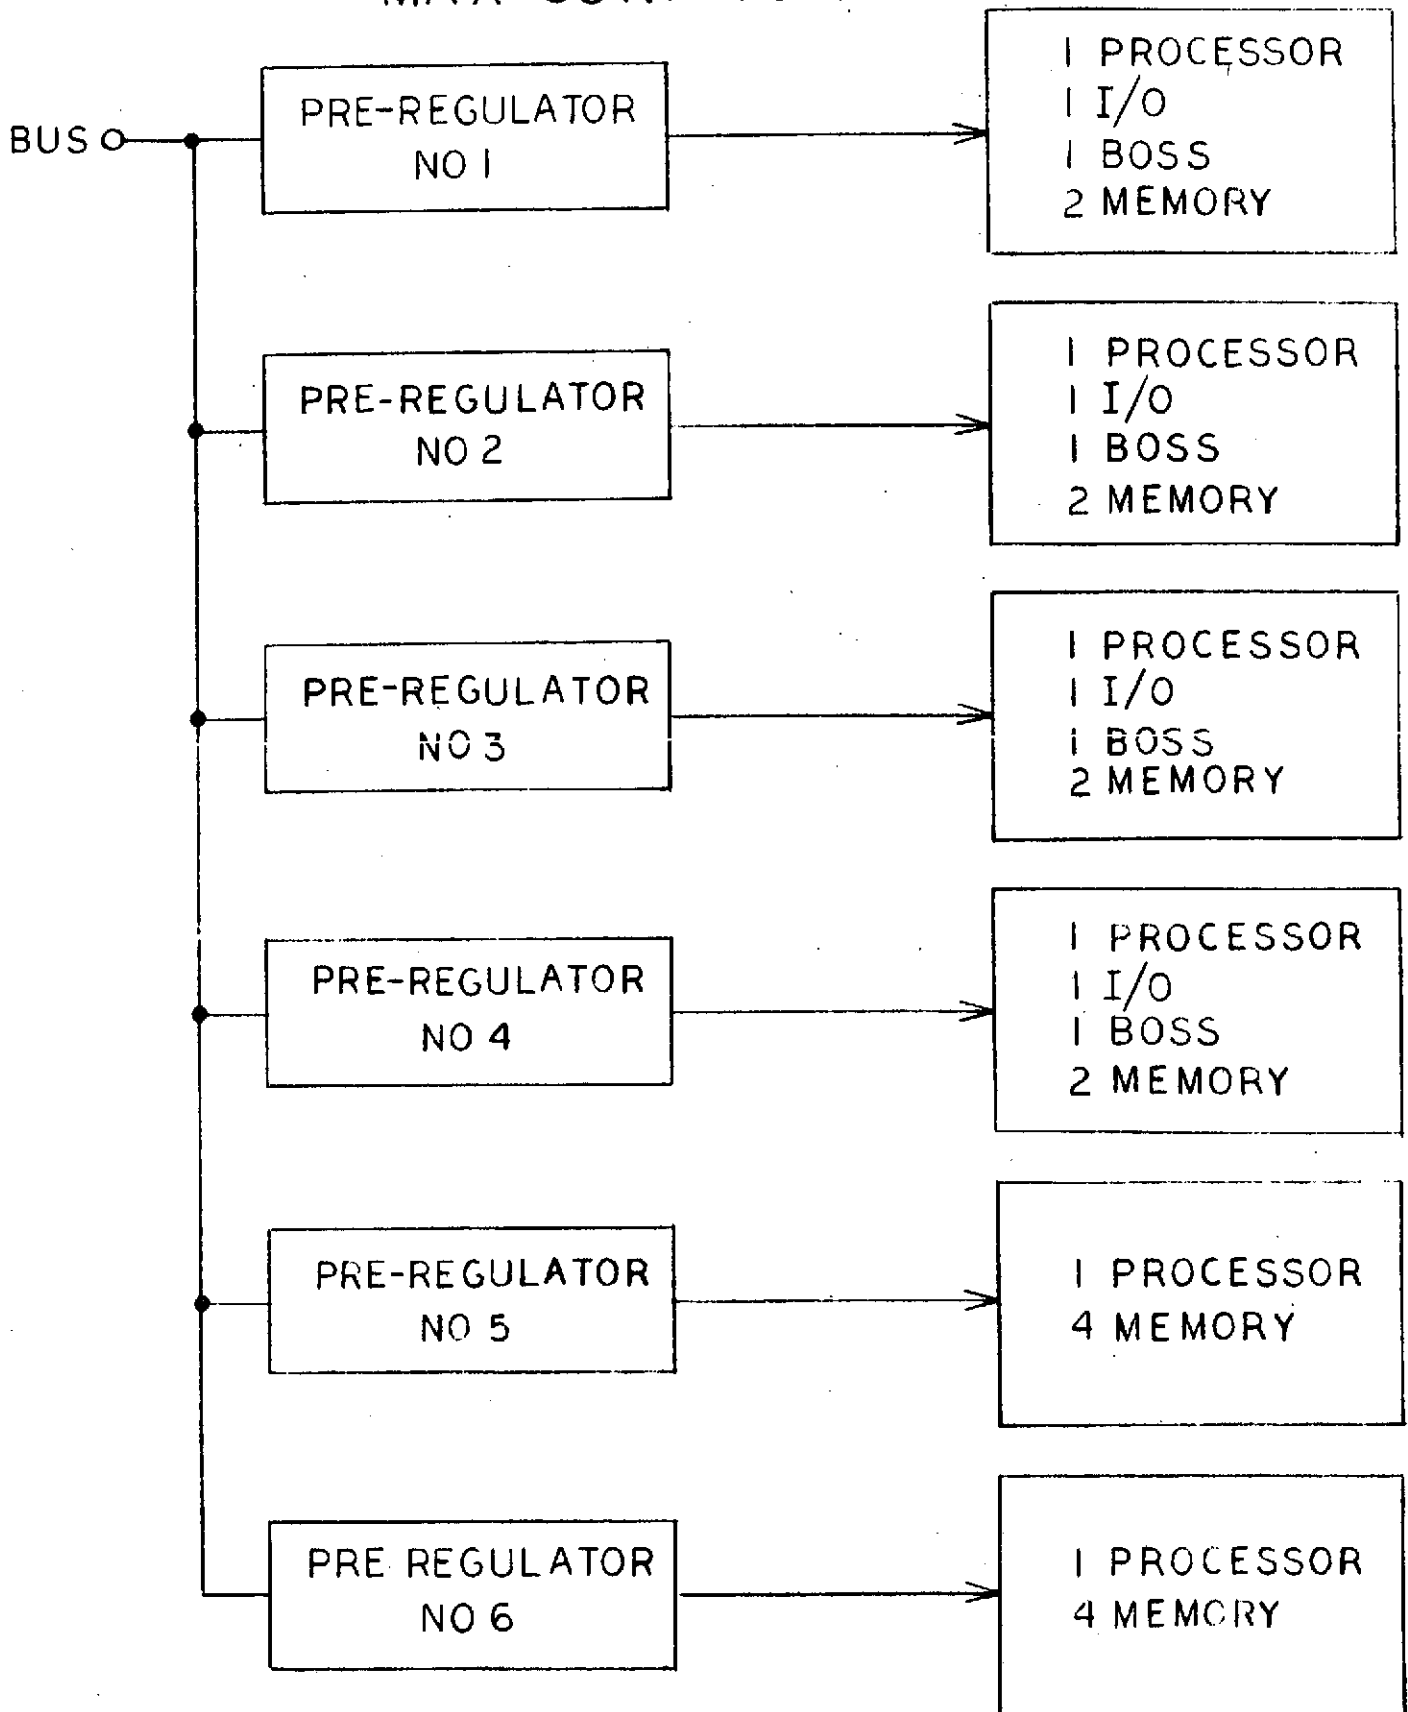 BUS
PRE-REGULATOR
NO 1
1 PROCESSOR
1 I/O
1 BOSS
2 MEMORY
PRE-REGULATOR
NO 2
1 PROCESSOR
1 I/O
1 BOSS
2 MEMORY
PRE-REGULATOR
NO 3
1 PROCESSOR
1 I/O
1 BOSS
2 MEMORY
PRE-REGULATOR
NO 4
1 PROCESSOR
1 I/O
1 BOSS
2 MEMORY
PRE-REGULATOR
NO 5
1 PROCESSOR
4 MEMORY
PRE REGULATOR
NO 6
1 PROCESSOR
4 MEMORY